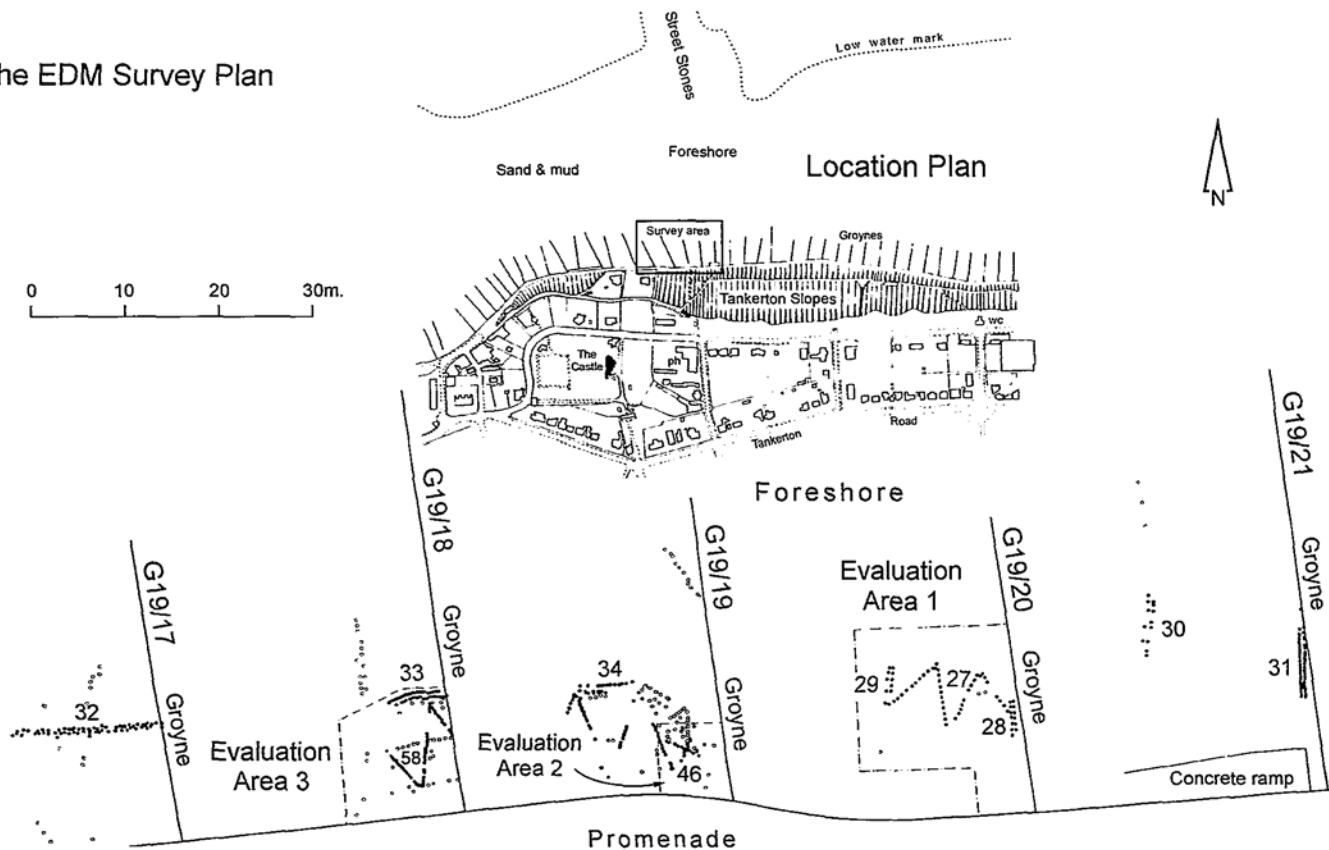 he EDM Survey Plan
Street Stones
Low water mark
Foreshore
Sand & mud
Location Plan
N
Survey area
Groynes
0 10 20 30m.
Tankerton Slopes
wc
The
Castle
ph
Road
Tankerton
Foreshore
G19/17
G19/18
G19/19
G19/20
G19/21
Groyne
Groyne
Groyne
Groyne
Groyne
Evaluation
Area 1
30
31
33
34
29
27
28
32
58
46
Evaluation
Area 3
Evaluation
Area 2
Concrete ramp
Promenade